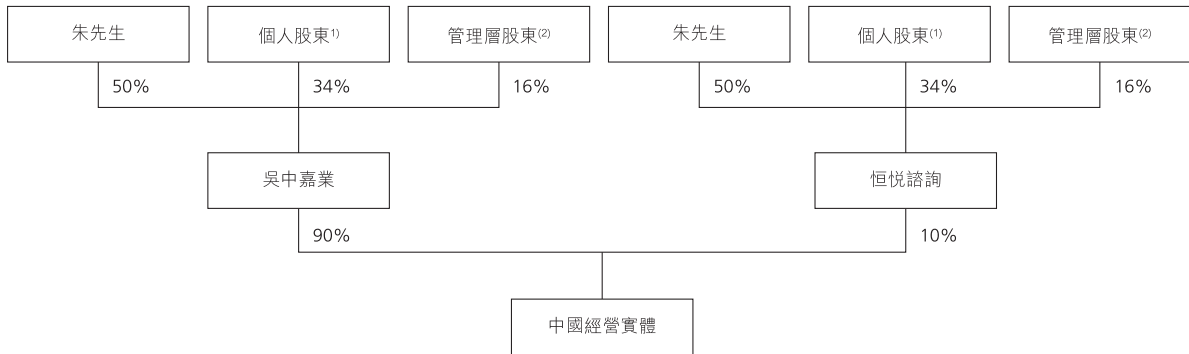 朱先生
個人股東1)
管理層股東(2)
朱先生
個人股東(1)
管理層股東(2)
50%
34%
16%
50%
34%
16%
吳中嘉業
恒悅諮詢
90%
10%
中國經營實體